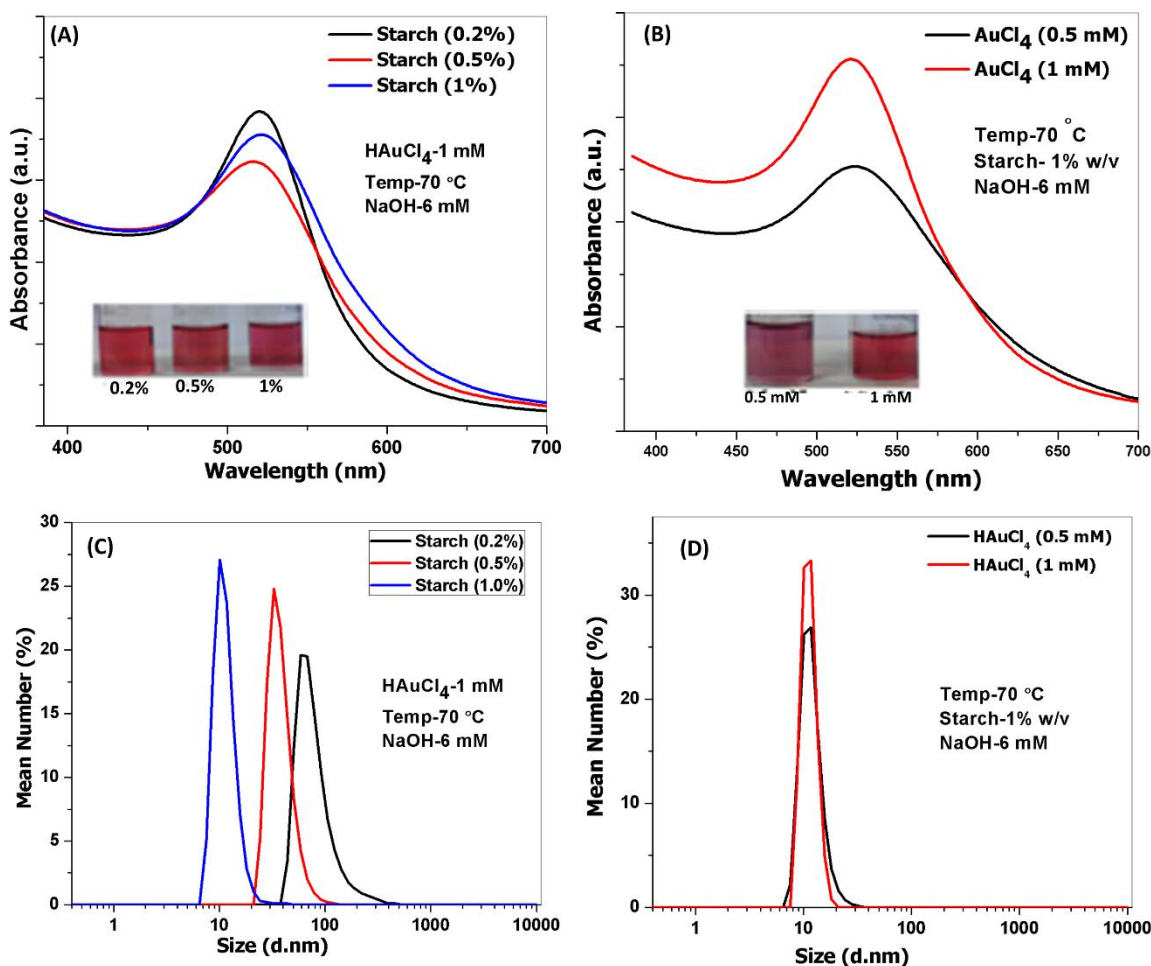 (A)
Starch (0.2%)
Starch (0.5%)
Starch (1%)
HAuCl4-1 mM
Temp-70 °C
NaOH-6 mM
0.2% 0.5% 1%
Absorbance (a.u.)
400 500 600 700
Wavelength (nm)
(B)
AuCl4 (0.5 mM)
AuCl4 (1 mM)
Temp-70 °C
Starch- 1% w/v
NaOH-6 mM
0.5 mM 1 mM
Absorbance (a.u.)
400 450 500 550 600 650 700
Wavelength (nm)
(C)
Starch (0.2%)
Starch (0.5%)
Starch (1.0%)
HAuCl4-1 mM
Temp-70 °C
NaOH-6 mM
Mean Number (%)
30
25
20
15
10
5
0
1 10 100 1000 10000
Size (d.nm)
(D)
HAuCl4 (0.5 mM)
HAuCl4 (1 mM)
Temp-70 °C
Starch-1% w/v
NaOH-6 mM
Mean Number (%)
30
20
10
0
1 10 100 1000 10000
Size (d.nm)